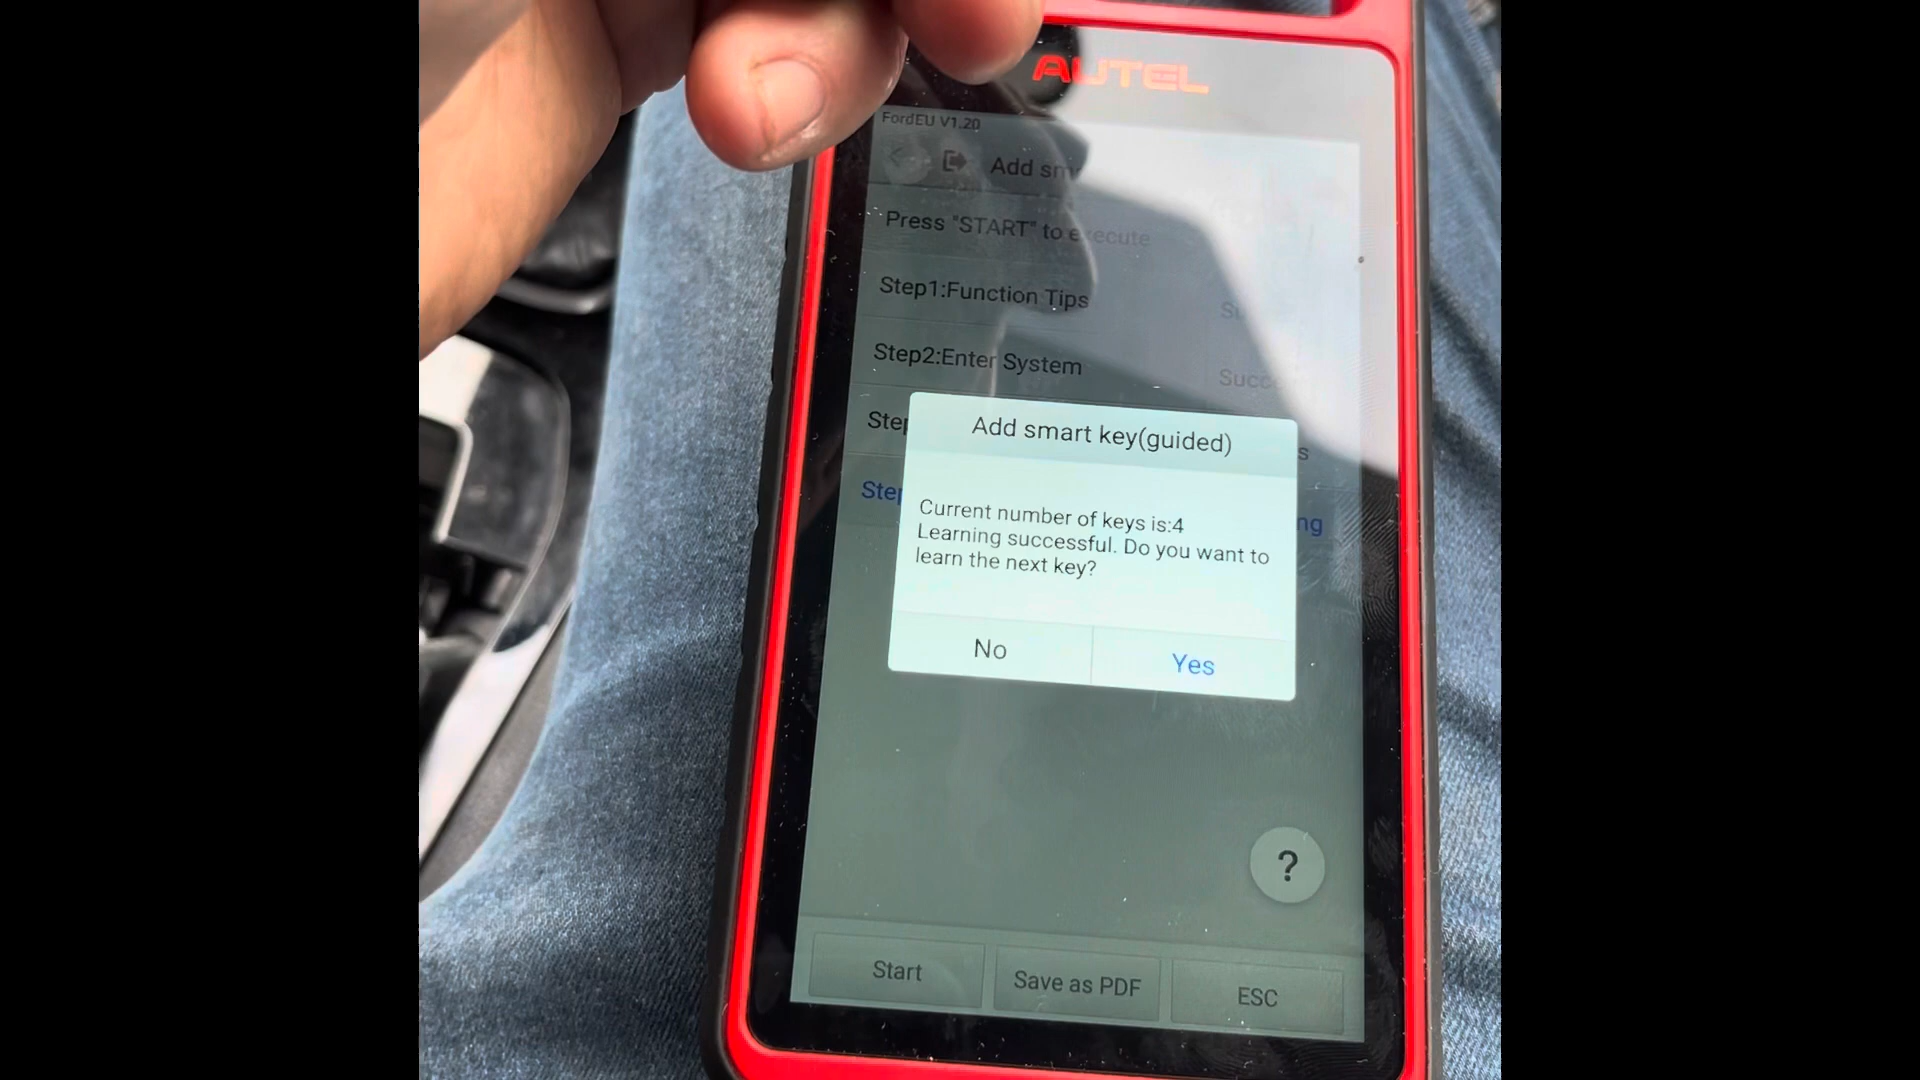 AUTEL
FordEU V1.20
Add sm
Press "START" to execute
Step1:Function Tips
Step2:Enter System
Succ
Add smart key(guided)
Current number of keys is:4
Learning successful. Do you want to
learn the next key?
No
Yes
?
Start
Save as PDF
ESC